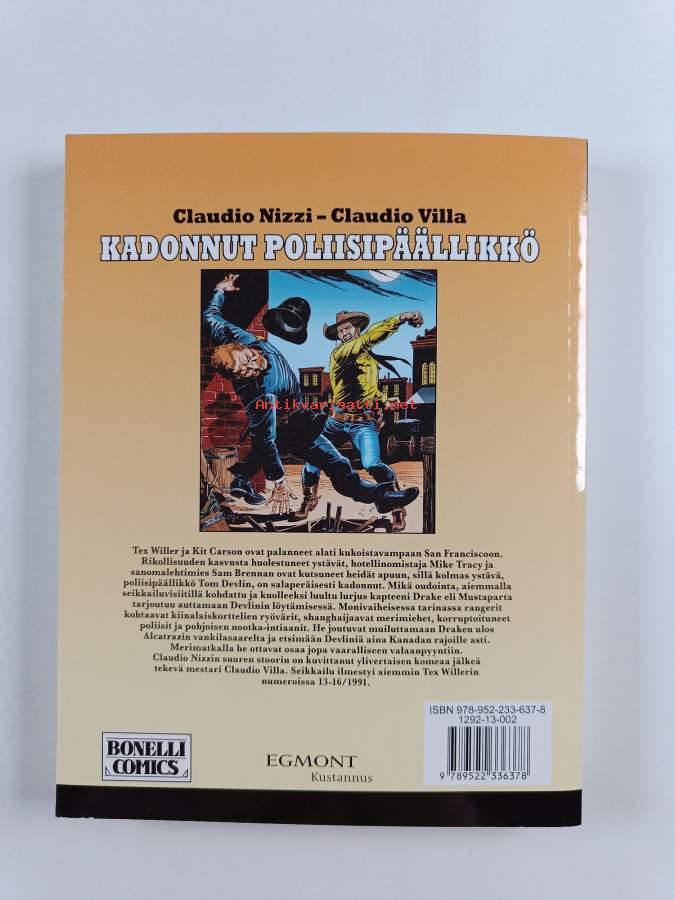 Claudio Nizzi – Claudio Villa
KADONNUT POLIISIPÄÄLLIKKÖ
Antikvariaatti.net
Tex Willer ja Kit Carson ovat palanneet alati kukoistavampaan San Franciscoon.
Rikollisuuden kasvusta huolestuneet ystävät, hotellinomistaja Mike Tracy ja
sanomalehtimies Sam Brennan ovat kutsuneet heidät apuun, sillä kolmas ystävä,
poliisipäällikkö Tom Devlin, on salaperäisesti kadonnut. Mikä oudointa, aiemmalla
seikkailuvisiitillä kohdattu ja kuolleeksi luultu lurjus kapteeni Drake eli Mustaparta
tarjoutuu auttamaan Devlinin löytämisessä. Monivaiheisessa tarinassa rangerit
kohtaavat kiinalaiskorttelien ryövärit, shanghaijaavat merimiehet, korruptoituneet
poliisit ja pohjoisen nootka-intiaanit. He joutuvat muiluttamaan Draken ulos
Alcatrazin vankilasaarelta ja etsimään Devliniä aina Kanadan rajoille asti.
Merimatkalla he ottavat osaa jopa vaaralliseen valaanpyyntiin.
Claudio Nizzin suuren stoorin on kuvittanut ylivertaisen komeaa jälkeä
tekevä mestari Claudio Villa. Seikkailu ilmestyi aiemmin Tex Willerin
numeroissa 13-16/1991.
ISBN 978-952-233-637-8
1292-13-002
9 789522 336378
BONELLI
COMICS
EGMONT
Kustannus